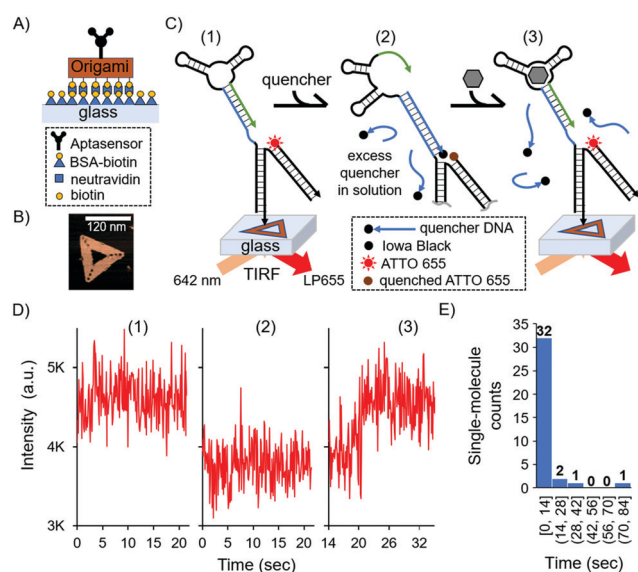 A)
Origami
glass
Aptasensor
BSA-biotin
neutravidin
biotin
B)
120 nm
C)
(1)
quencher
(2)
excess
quencher
in solution
(3)
glass
642 nm
TIRF
LP655
quencher DNA
Iowa Black
ATTO 655
quenched ATTO 655
D)
(1)
(2)
(3)
Intensity (a.u.)
5K
4K
3K
0 5 10 15 20
0 5 10 15 20
14 20 26 32
Time (sec)
Time (sec)
Time (sec)
E)
Single-molecule
counts
35
30
25
20
15
10
5
0
32
2
1
0
0
1
[0, 14]
(14, 28]
(28, 42]
(42, 56]
(56, 70]
(70, 84]
Time (sec)